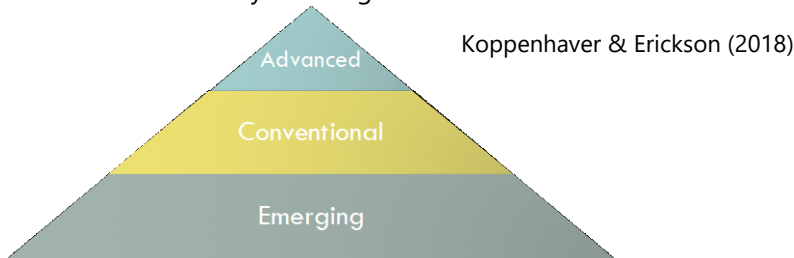 Koppenhaver & Erickson (2018)
Advanced
Conventional
Emerging